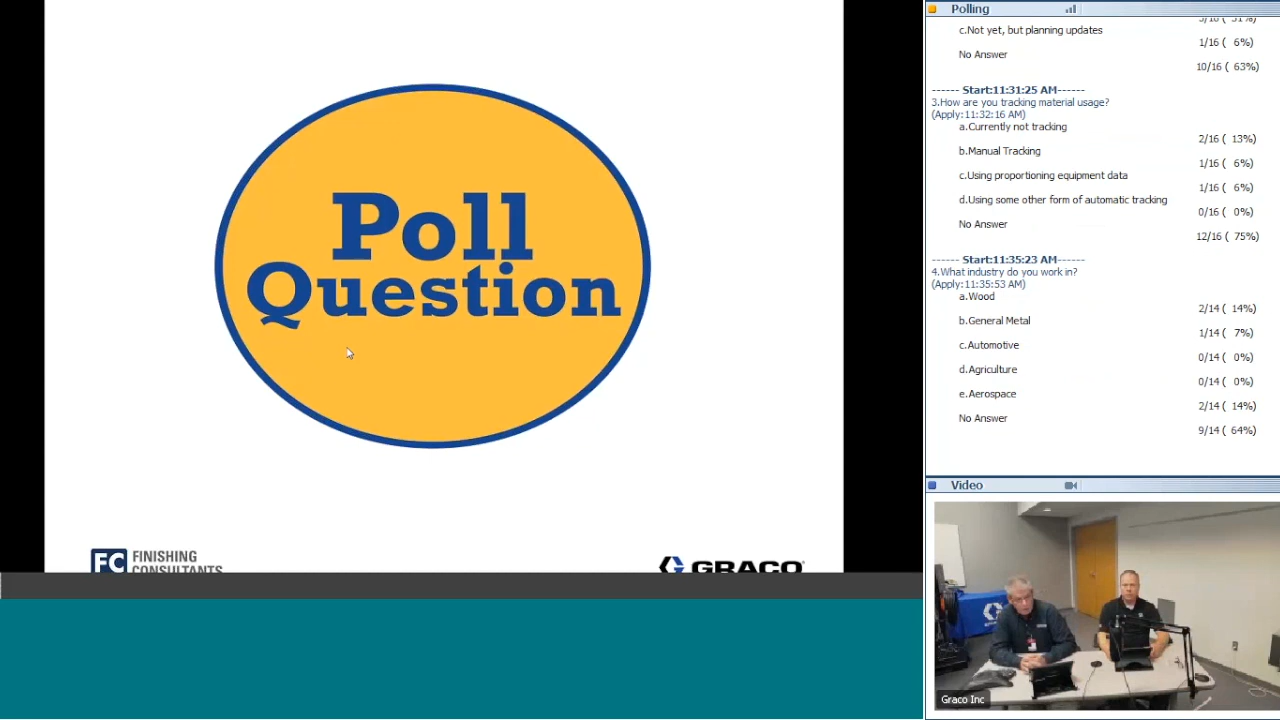 Poll
Question
FC FINISHING
CONSULTANTS
GRACO
Polling
5/16 ( 31%)
c.Not yet, but planning updates
1/16 ( 6%)
No Answer
10/16 ( 63%)
------ Start:11:31:25 AM------
3.How are you tracking material usage?
(Apply:11:32:16 AM)
a.Currently not tracking
2/16 ( 13%)
b.Manual Tracking
1/16 ( 6%)
c.Using proportioning equipment data
1/16 ( 6%)
d.Using some other form of automatic tracking
0/16 ( 0%)
No Answer
12/16 ( 75%)
------ Start:11:35:23 AM------
4.What industry do you work in?
(Apply:11:35:53 AM)
a.Wood
2/14 ( 14%)
b.General Metal
1/14 ( 7%)
c.Automotive
0/14 ( 0%)
d.Agriculture
0/14 ( 0%)
e.Aerospace
2/14 ( 14%)
No Answer
9/14 ( 64%)
Video
Graco Inc